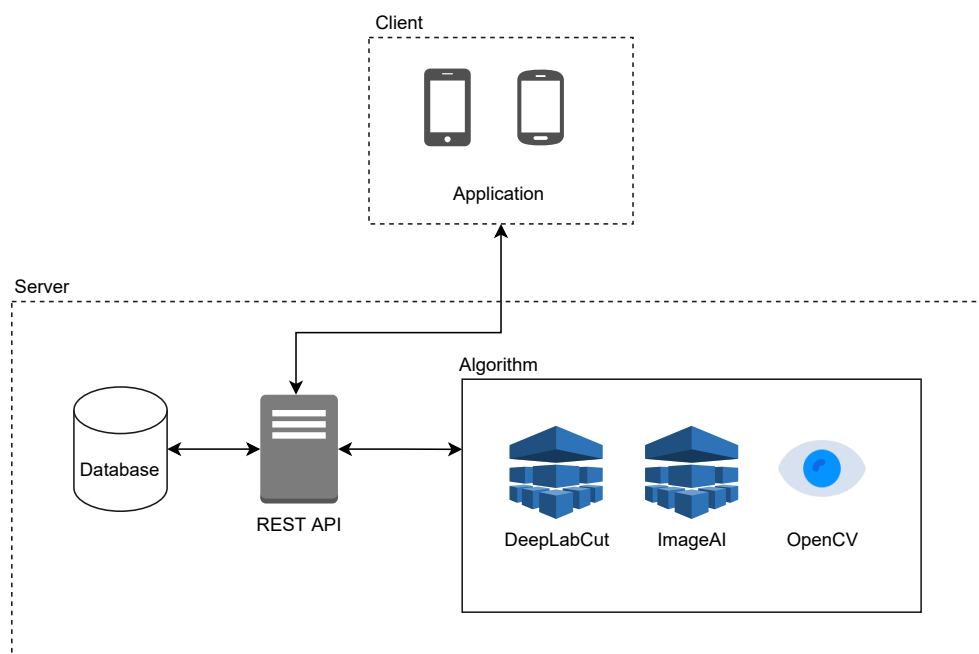 Client
Application
Server
Algorithm
Database
REST API
DeepLabCut
ImageAI
OpenCV